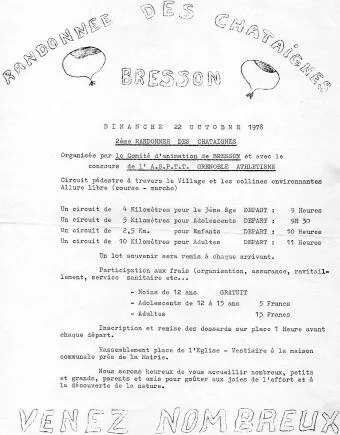 RANDONNEE DES CHATAIGNES
BRESSON
DIMANCHE 22 OCTOBRE 1978
2ème RANDONNER DES CHATAIGNES
Organisée par le Comité d'animation de BRESSON et avec le
concours de l' A.S.P.T.T. GRENOBLE ATHLETISME
Circuit pédestre à travers le Village et les collines environnantes
Allure libre (course - marche)
Un circuit de 4 Kilomètres pour le 3ème âge DEPART : 9 Heures
Un circuit de 5 Kilomètres pour Adolescents DEPART : 9H 30
Un circuit de 2,5 Km. pour Enfants DEPART : 10 Heures
Un circuit de 10 Kilomètres pour Adultes DEPART : 11 Heures
Un lot souvenir sera remis à chaque arrivant.
Participation aux frais (organisation, assurance, ravitail-
lement, service sanitaire etc...
- Moins de 12 ans GRATUIT
- Adolescents de 12 à 15 ans 5 Francs
- Adultes 15 Francs
Inscription et remise des dossards sur place 1 Heure avant
chaque départ.
Rassemblement place de l'Eglise - Vestiaire à la maison
communale près de la Mairie.
Nous serons heureux de vous accueillir nombreux, petits
et grands, parents et amis pour goûter aux joies de l'effort et à
la découverte de la nature.
VENEZ NOMBREUX